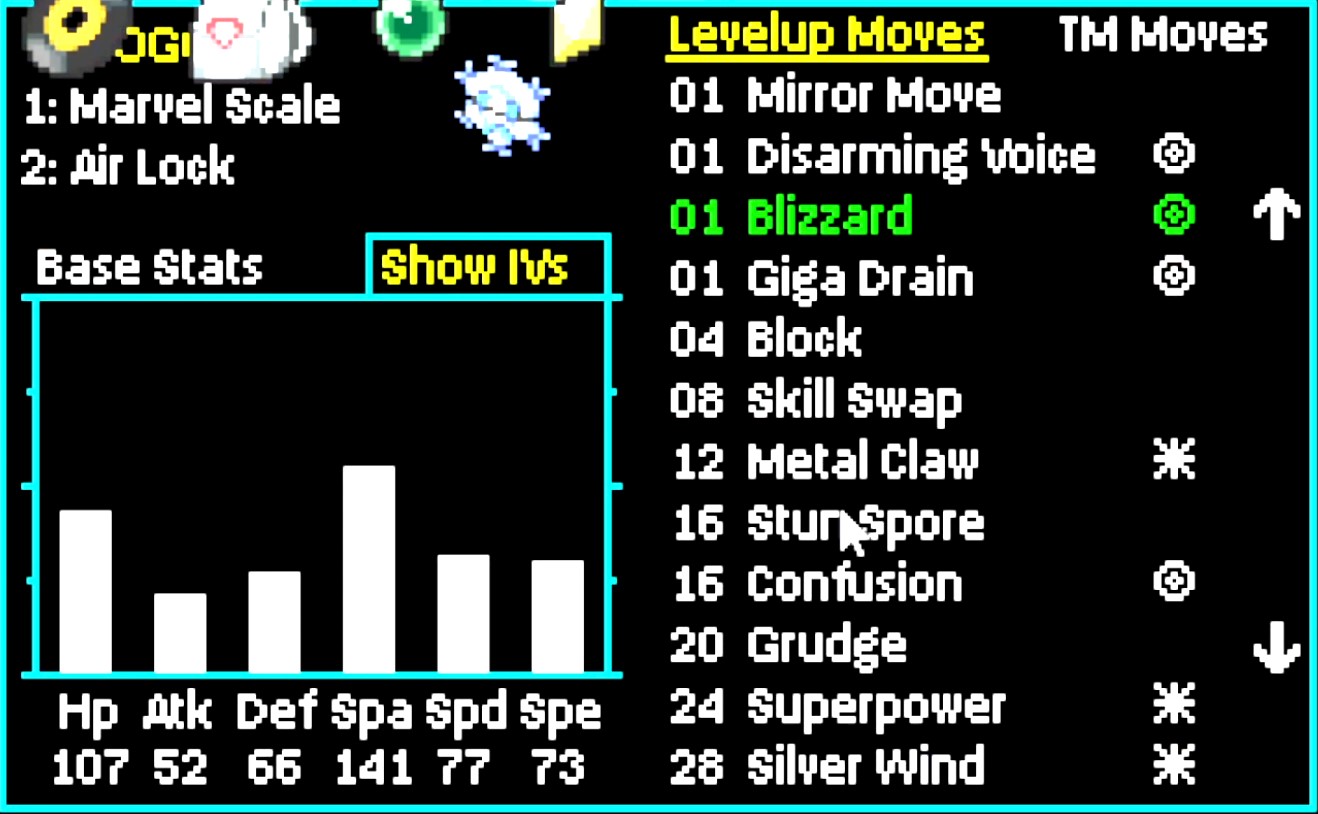 Levelup Moves TM Moves
1: Marvel Scale
2: Air Lock
Base Stats Show IVs
Hp Atk Def Spa Spd Spe
107 52 66 141 77 73
01 Mirror Move
01 Disarming Voice
01 Blizzard
01 Giga Drain
04 Block
08 Skill Swap
12 Metal Claw
16 Stun Spore
16 Confusion
20 Grudge
24 Superpower
28 Silver Wind